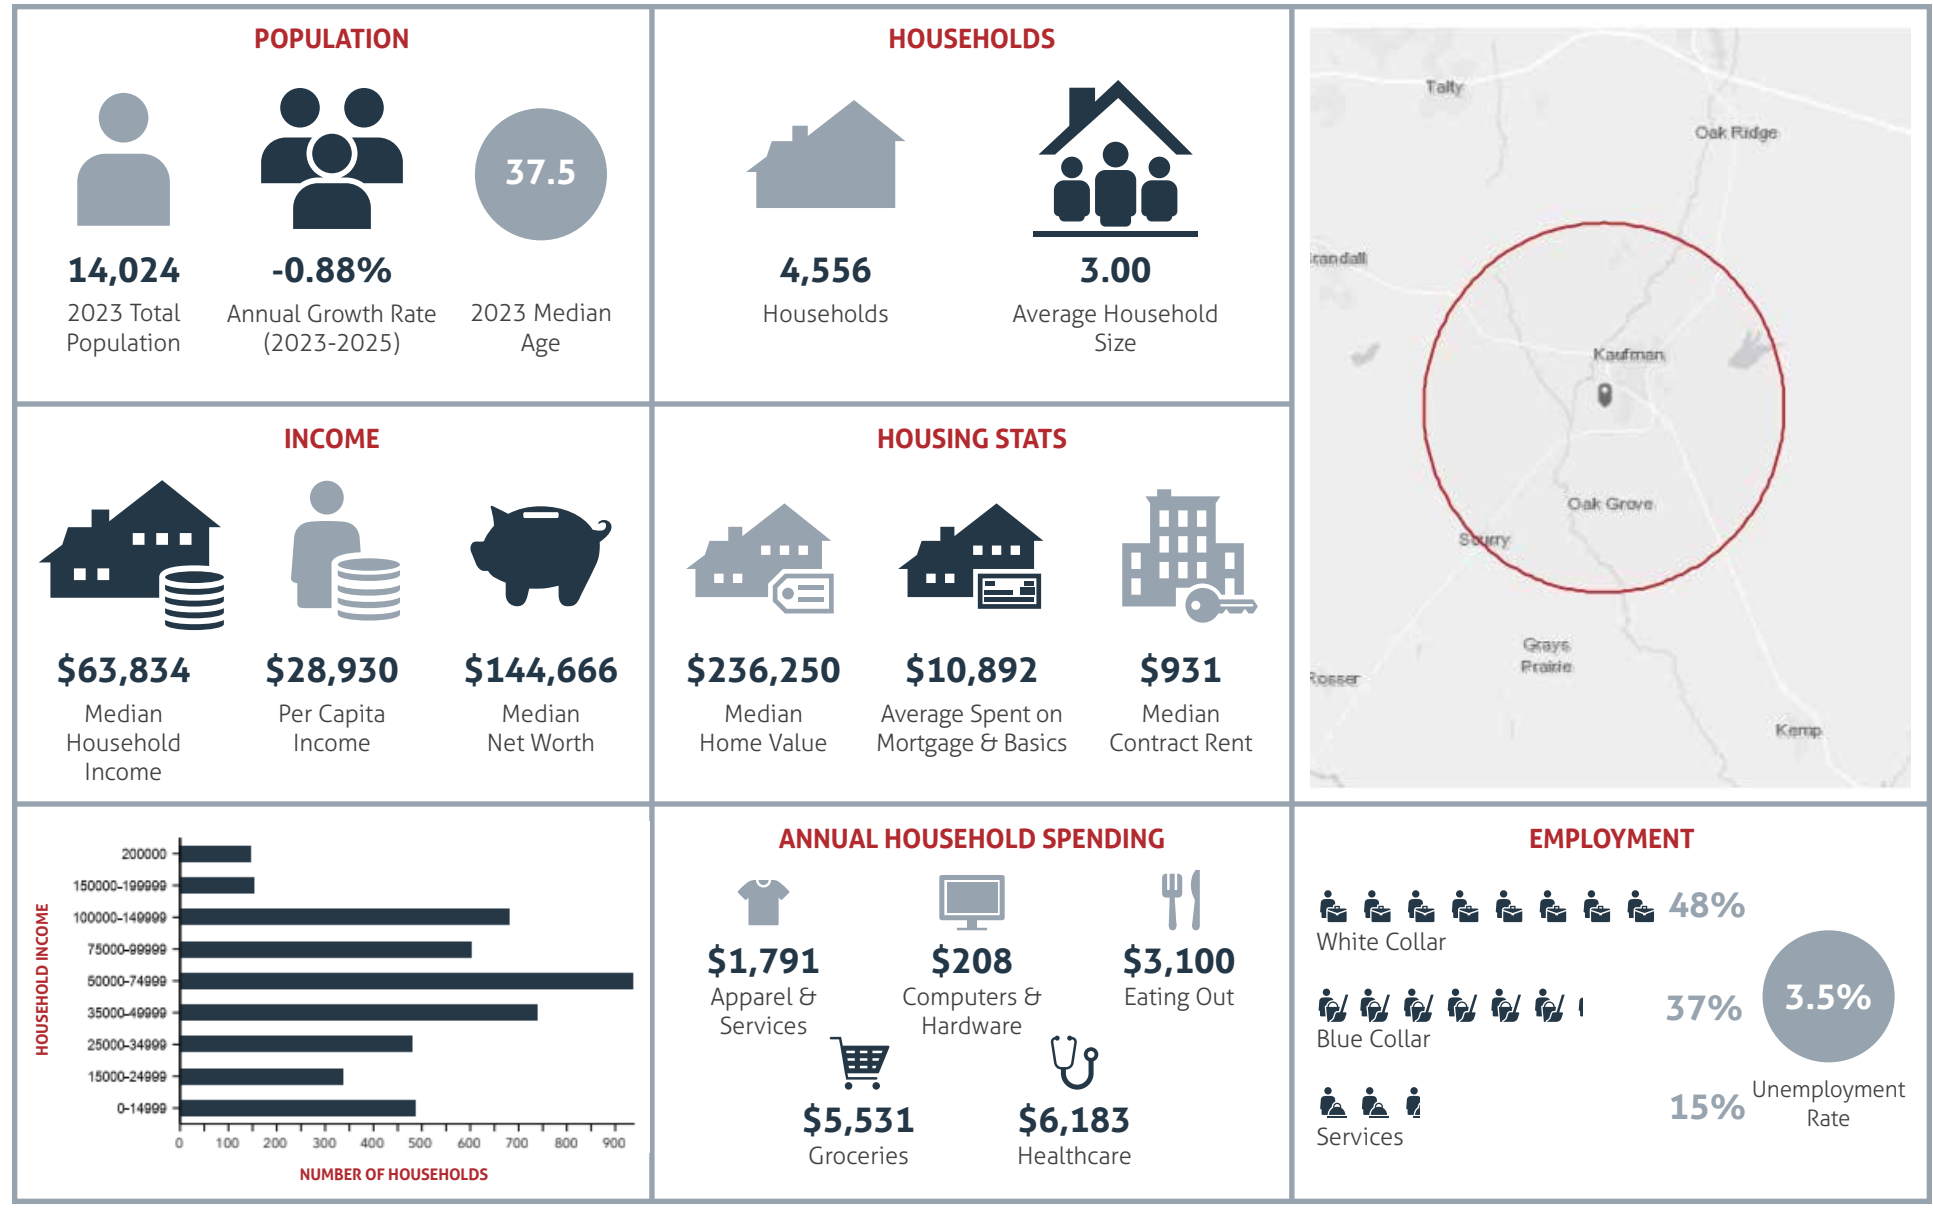 POPULATION
37.5
14,024
2023 Total
Population
-0.88%
Annual Growth Rate
(2023-2025)
2023 Median
Age
HOUSEHOLDS
4,556
Households
3.00
Average Household
Size
Talty
Oak Ridge
Crandall
Kaufman
Oak Grove
Scurry
Grays
Prairie
Rosser
Kemp
INCOME
$63,834
Median
Household
Income
$28,930
Per Capita
Income
$144,666
Median
Net Worth
HOUSING STATS
$236,250
Median
Home Value
$10,892
Average Spent on
Mortgage & Basics
$931
Median
Contract Rent
HOUSEHOLD INCOME
200000
150000-199999
100000-149999
75000-99999
50000-74999
35000-49999
25000-34999
15000-24999
0-14999
0 100 200 300 400 500 600 700 800 900
NUMBER OF HOUSEHOLDS
ANNUAL HOUSEHOLD SPENDING
$1,791
Apparel &
Services
$208
Computers &
Hardware
$3,100
Eating Out
$5,531
Groceries
$6,183
Healthcare
EMPLOYMENT
48%
White Collar
37%
Blue Collar
15%
Services
3.5%
Unemployment
Rate